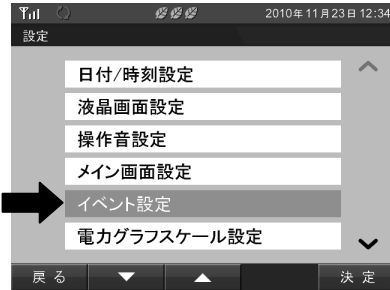 2010年11月23日 12:34
設定
日付/時刻設定
液晶画面設定
操作音設定
メイン画面設定
イベント設定
電力グラフスケール設定
戻る 決定